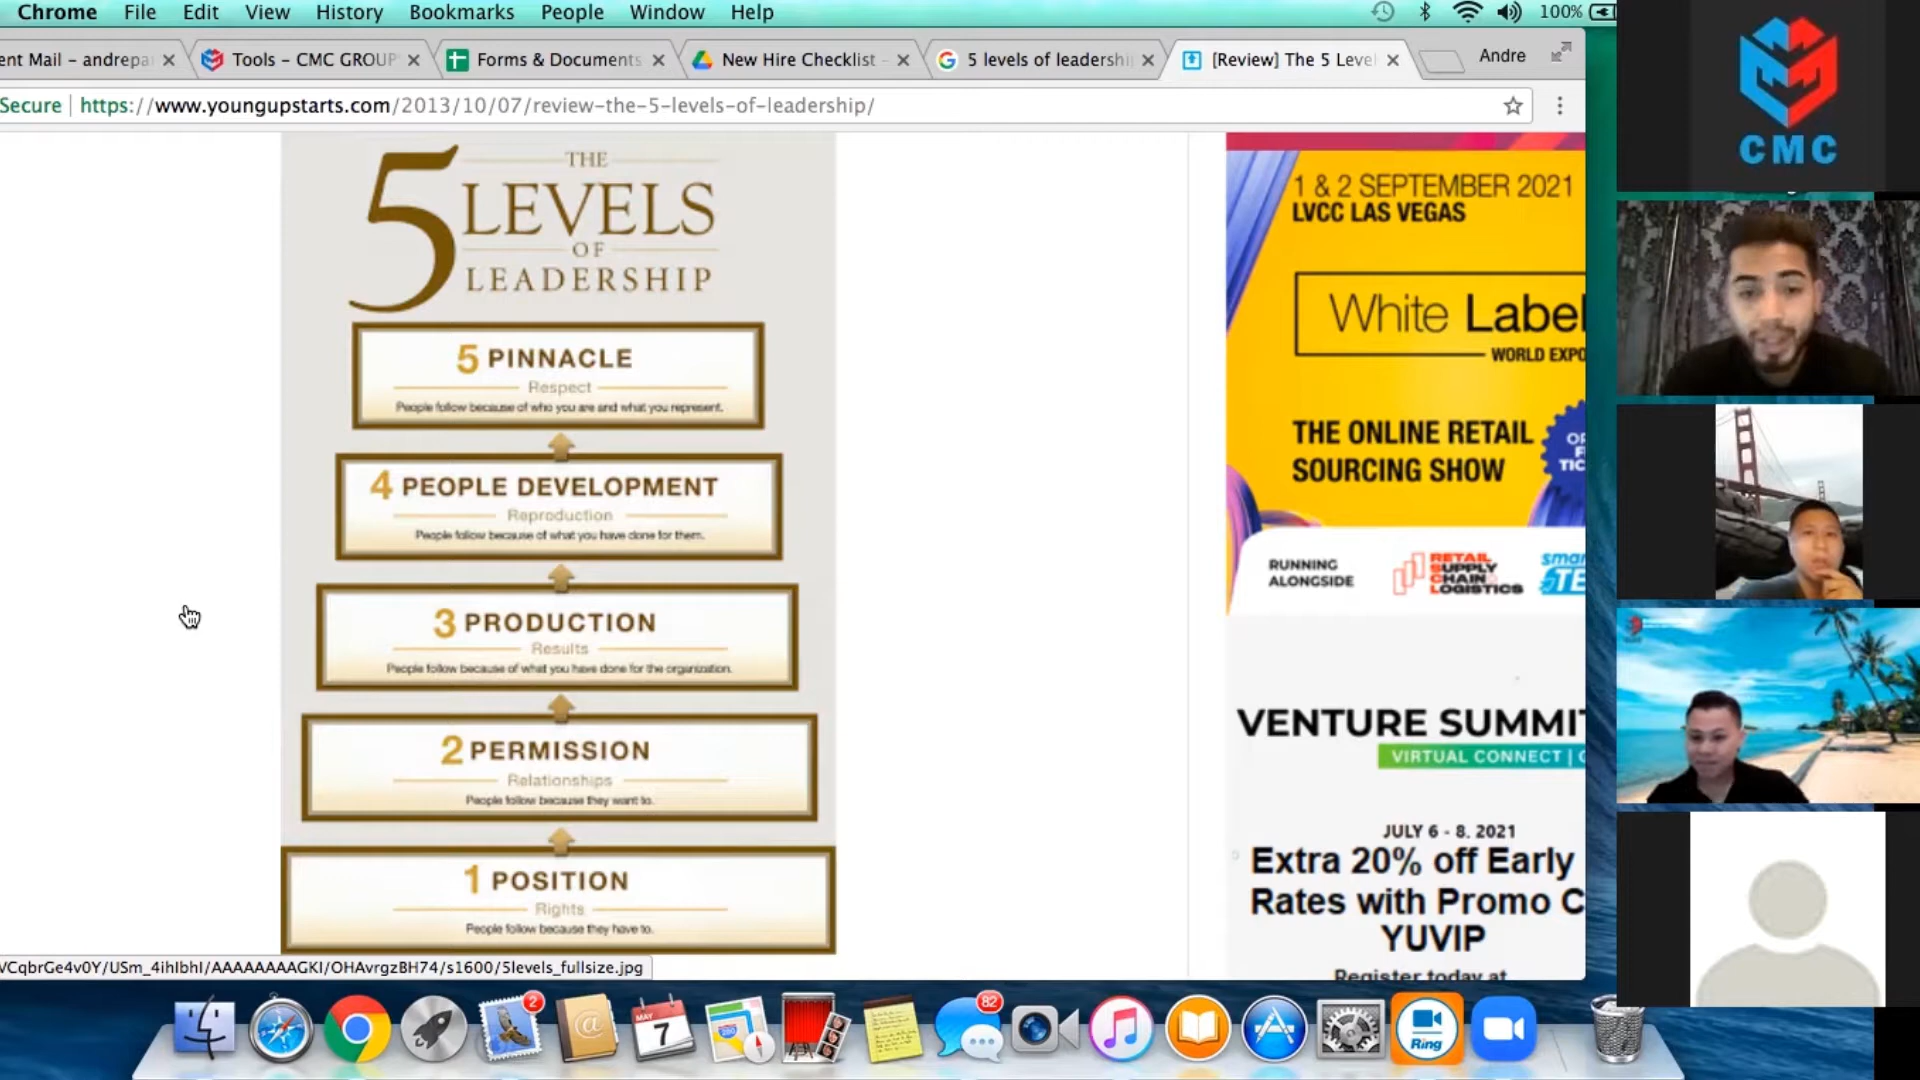 Chrome File Edit View History Bookmarks People Window Help 100%
ent Mail - andrepa Tools - CMC GROUP Forms & Documents New Hire Checklist - 5 levels of leadershi [Review] The 5 Leve Andre
Secure https://www.youngupstarts.com/2013/10/07/review-the-5-levels-of-leadership/
THE
5 LEVELS
OF
LEADERSHIP
5 PINNACLE
Respect
People follow because of who you are and what you represent.
4 PEOPLE DEVELOPMENT
Reproduction
People follow because of what you have done for them.
3 PRODUCTION
Results
People follow because of what you have done for the organization.
2 PERMISSION
Relationships
People follow because they want to.
1 POSITION
Rights
People follow because they have to.
VCqbrGe4v0Y/USm_4ihIbhI/AAAAAAAAGKI/OHAvrgzBH74/s1600/5levels_fullsize.jpg
1 & 2 SEPTEMBER 2021
LVCC LAS VEGAS
White Label
WORLD EXPO
THE ONLINE RETAIL
SOURCING SHOW
RUNNING
ALONGSIDE
RETAIL
SUPPLY
CHAIN
LOGISTICS
VENTURE SUMMIT
VIRTUAL CONNECT |
JULY 6 - 8, 2021
Extra 20% off Early
Rates with Promo C
YUVIP
Register today at
CMC
2
MAY
7
82
Ring